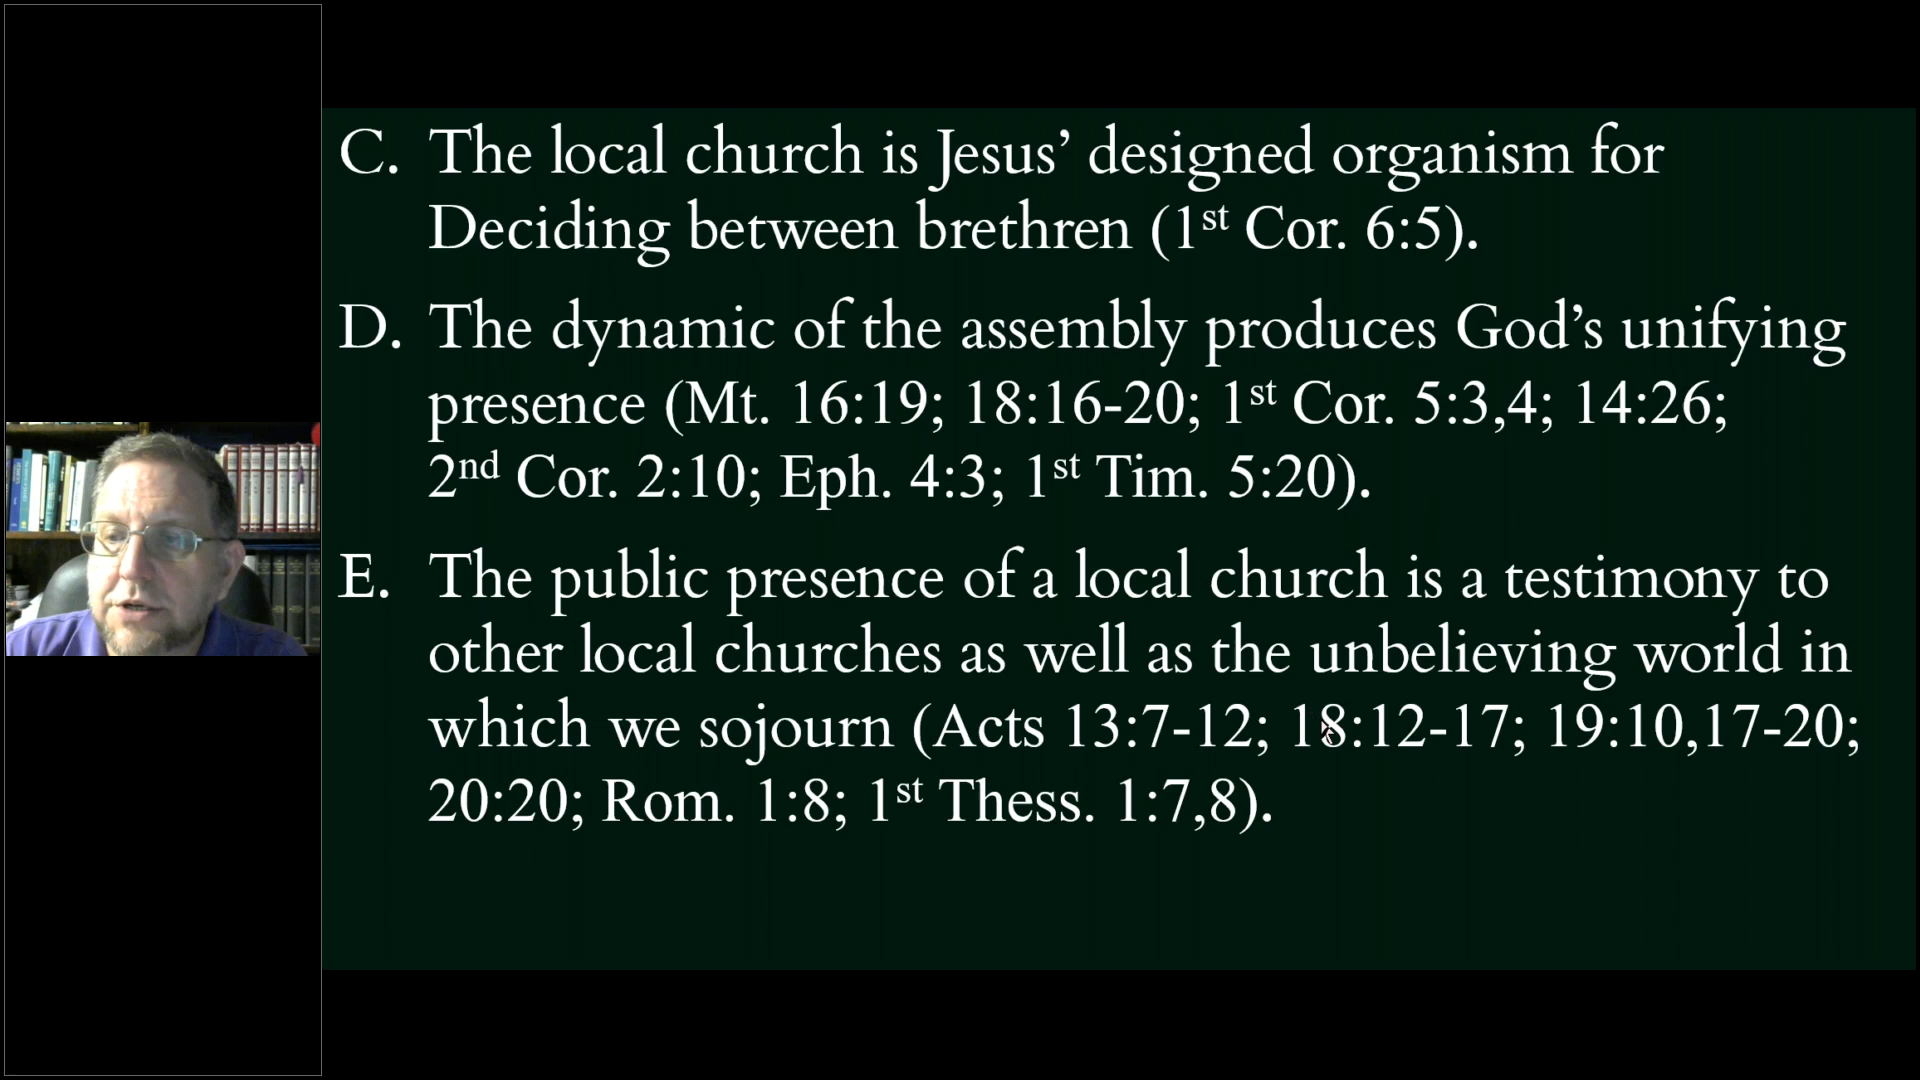 C. The local church is Jesus’ designed organism for
Deciding between brethren (1st Cor. 6:5).
D. The dynamic of the assembly produces God’s unifying
presence (Mt. 16:19; 18:16-20; 1st Cor. 5:3,4; 14:26;
2nd Cor. 2:10; Eph. 4:3; 1st Tim. 5:20).
E. The public presence of a local church is a testimony to
other local churches as well as the unbelieving world in
which we sojourn (Acts 13:7-12; 18:12-17; 19:10,17-20;
20:20; Rom. 1:8; 1st Thess. 1:7,8).